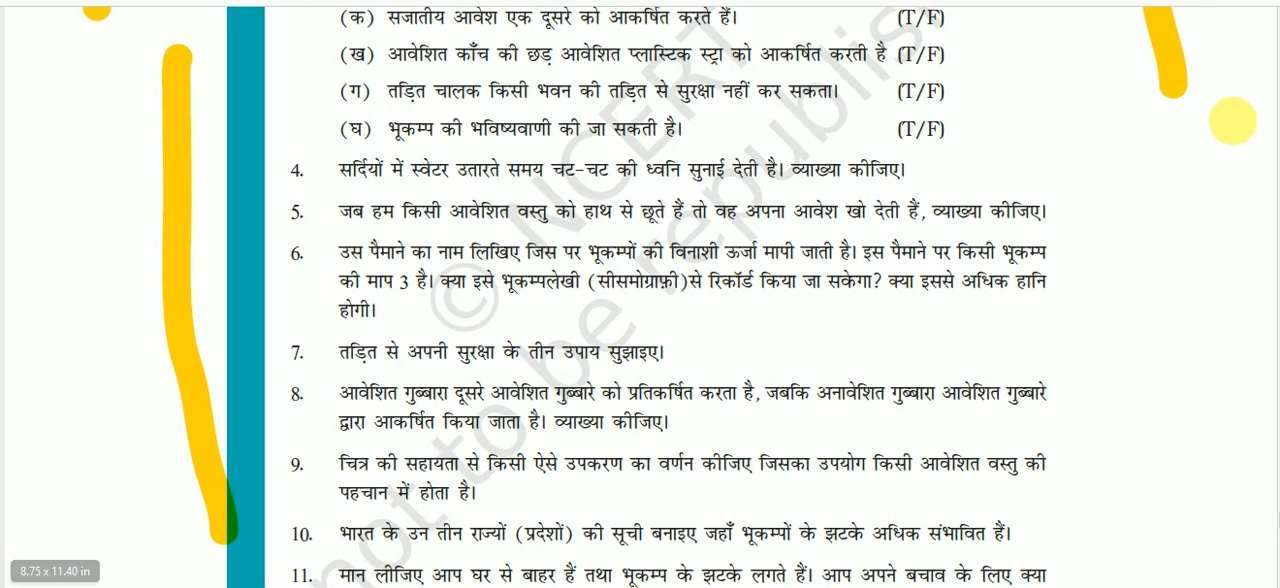 (क) सजातीय आवेश एक दूसरे को आकर्षित करते हैं। (T/F)
(ख) आवेशित काँच की छड़ आवेशित प्लास्टिक स्ट्रा को आकर्षित करती है (T/F)
(ग) तड़ित चालक किसी भवन की तड़ित से सुरक्षा नहीं कर सकता। (T/F)
(घ) भूकम्प की भविष्यवाणी की जा सकती है। (T/F)
4. सर्दियों में स्वेटर उतारते समय चट-चट की ध्वनि सुनाई देती है। व्याख्या कीजिए।
5. जब हम किसी आवेशित वस्तु को हाथ से छूते हैं तो वह अपना आवेश खो देती हैं, व्याख्या कीजिए।
6. उस पैमाने का नाम लिखिए जिस पर भूकम्पों की विनाशी ऊर्जा मापी जाती है। इस पैमाने पर किसी भूकम्प
की माप 3 है। क्या इसे भूकम्पलेखी (सीसमोग्राफ़ी)से रिकॉर्ड किया जा सकेगा? क्या इससे अधिक हानि
होगी।
7. तड़ित से अपनी सुरक्षा के तीन उपाय सुझाइए।
8. आवेशित गुब्बारा दूसरे आवेशित गुब्बारे को प्रतिकर्षित करता है, जबकि अनावेशित गुब्बारा आवेशित गुब्बारे
द्वारा आकर्षित किया जाता है। व्याख्या कीजिए।
9. चित्र की सहायता से किसी ऐसे उपकरण का वर्णन कीजिए जिसका उपयोग किसी आवेशित वस्तु की
पहचान में होता है।
10. भारत के उन तीन राज्यों (प्रदेशों) की सूची बनाइए जहाँ भूकम्पों के झटके अधिक संभावित हैं।
11. मान लीजिए आप घर से बाहर हैं तथा भूकम्प के झटके लगते हैं। आप अपने बचाव के लिए क्या
© NCERT
not to be republis
8.75 x 11.40 in